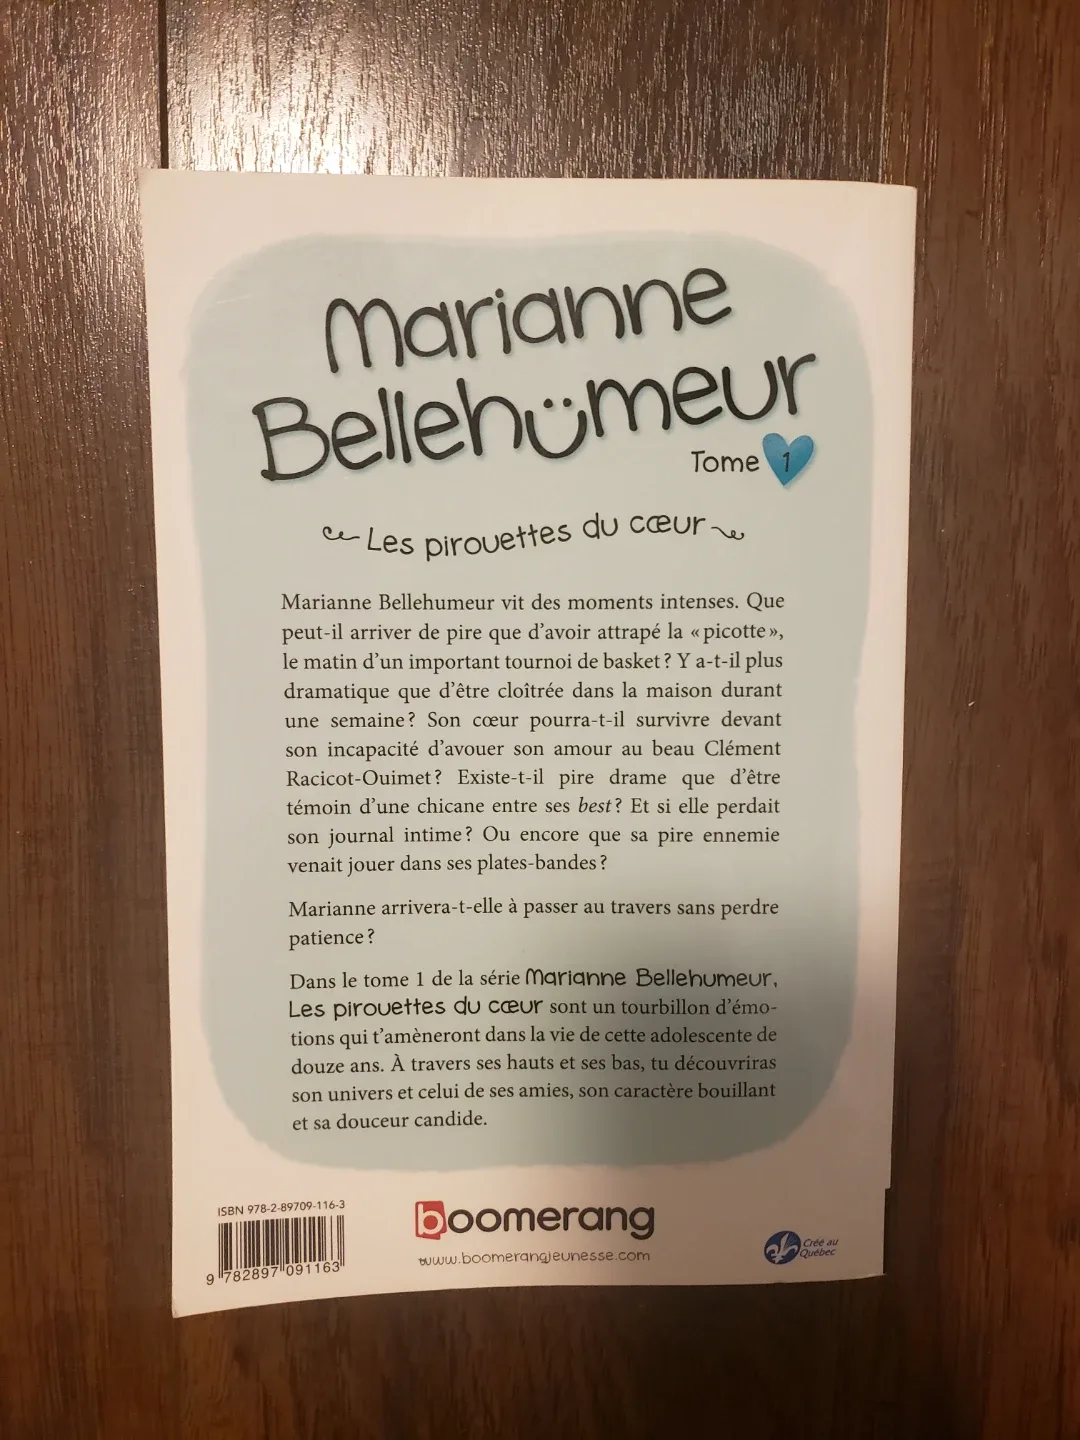 Marianne
Bellehumeur
Tome 1
Les pirouettes du cœur
Marianne Bellehumeur vit des moments intenses. Que
peut-il arriver de pire que d'avoir attrapé la « picotte »,
le matin d'un important tournoi de basket ? Y a-t-il plus
dramatique que d'être cloîtrée dans la maison durant
une semaine ? Son cœur pourra-t-il survivre devant
son incapacité d'avouer son amour au beau Clément
Racicot-Ouimet ? Existe-t-il pire drame que d'être
témoin d'une chicane entre ses best ? Et si elle perdait
son journal intime ? Ou encore que sa pire ennemie
venait jouer dans ses plates-bandes ?
Marianne arrivera-t-elle à passer au travers sans perdre
patience ?
Dans le tome 1 de la série Marianne Bellehumeur,
Les pirouettes du cœur sont un tourbillon d'émo-
tions qui t'amèneront dans la vie de cette adolescente de
douze ans. À travers ses hauts et ses bas, tu découvriras
son univers et celui de ses amies, son caractère bouillant
et sa douceur candide.
ISBN 978-2-89709-116-3
9 782897 091163
boomerang
www.boomerangjeunesse.com
Créé au
Québec